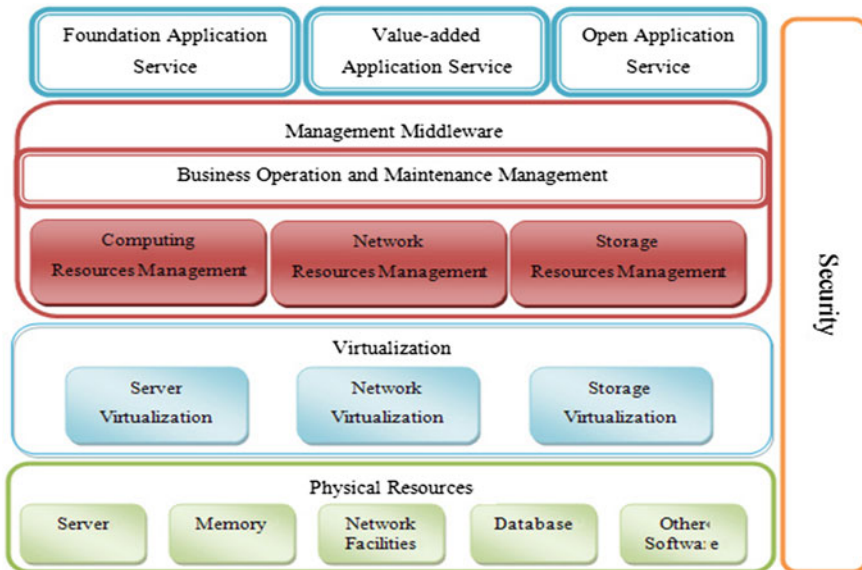 Foundation Application
Service
Value-added
Application Service
Open Application
Service
Management Middleware
Business Operation and Maintenance Management
Computing
Resources Management
Network
Resources Management
Storage
Resources Management
Virtualization
Server
Virtualization
Network
Virtualization
Storage
Virtualization
Physical Resources
Server
Memory
Network
Facilities
Database
Other
Software
Security